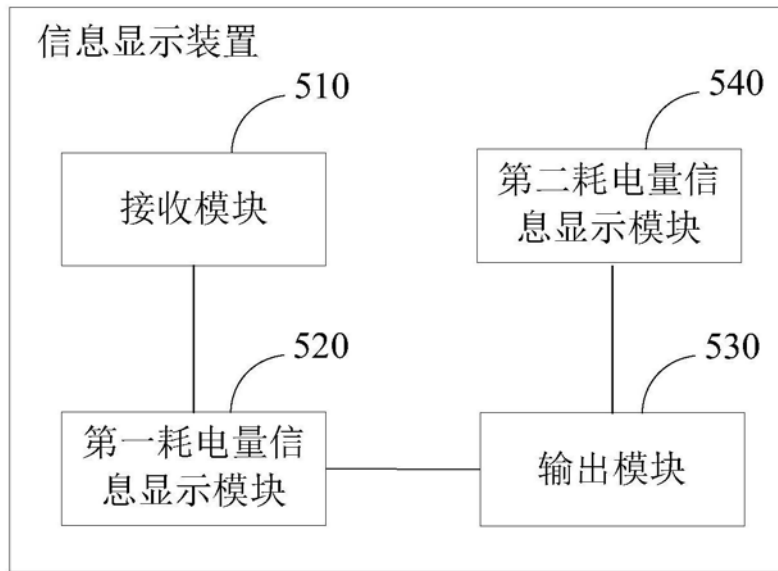 信息显示装置
510
接收模块
540
第二耗电量信
息显示模块
520
第一耗电量信
息显示模块
530
输出模块